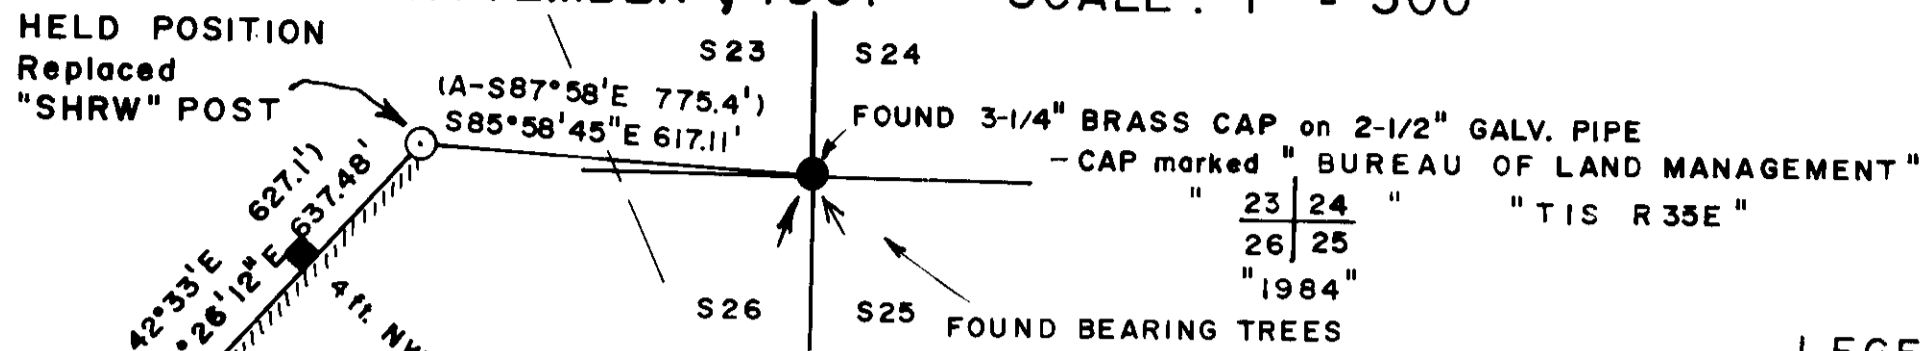 HELD POSITION
Replaced
"SHRW" POST
S23
S24
(A-S87°58'E 775.4')
S85°58'45"E 617.11'
FOUND 3-1/4" BRASS CAP on 2-1/2" GALV. PIPE
- CAP marked "BUREAU OF LAND MANAGEMENT"
" 23 | 24 " "T1S R35E"
26 | 25
"1984"
42°33'E 627.1')
°26'12"E 637.48'
4 ft.
S26
S25
FOUND BEARING TREES